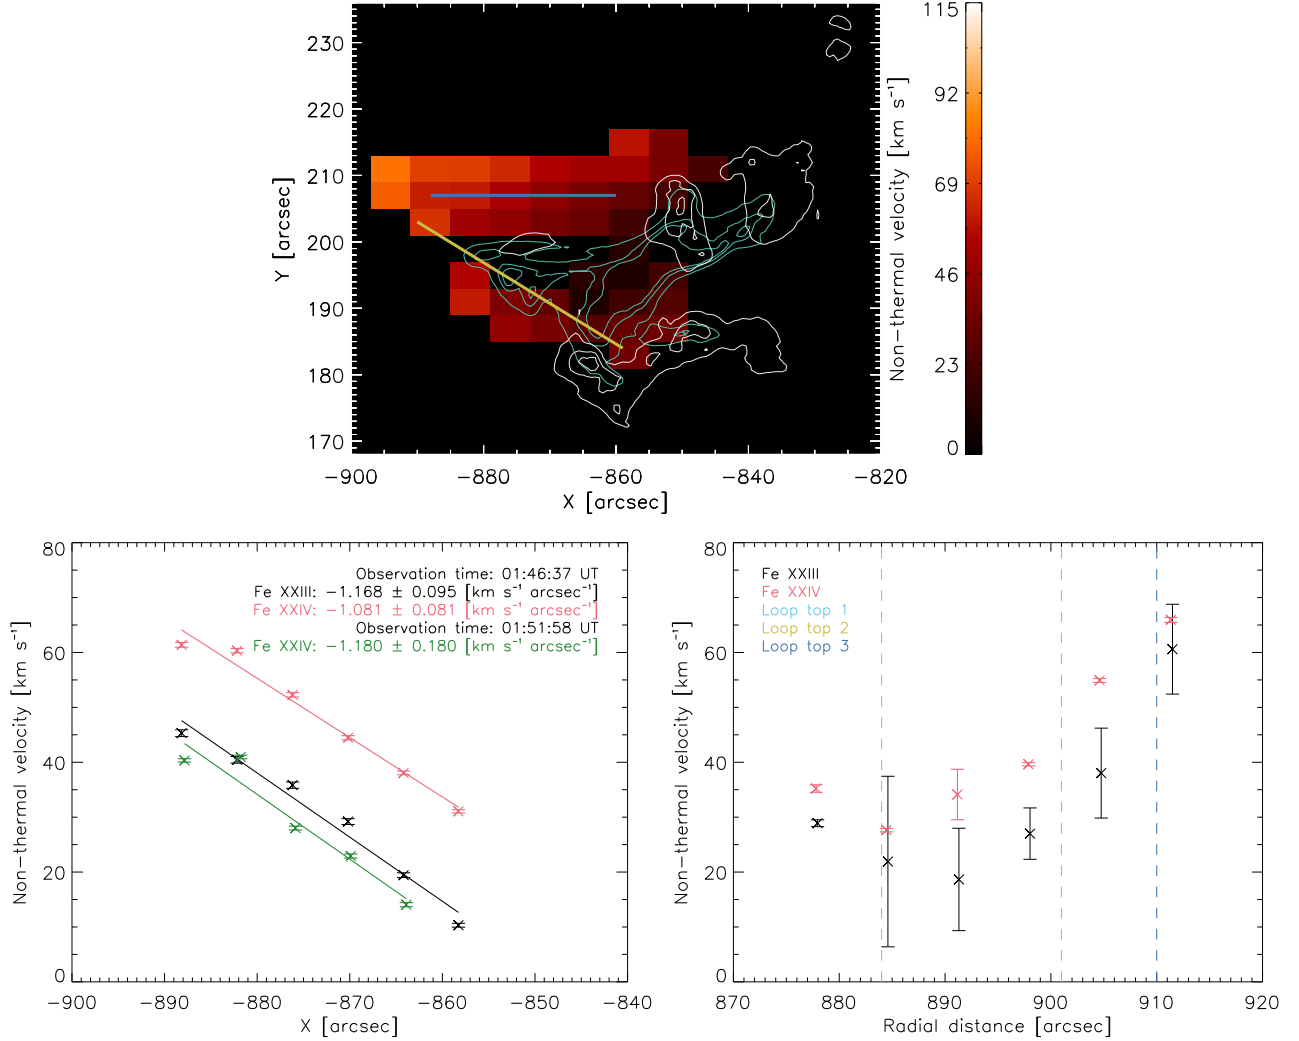 230
220
210
200
190
180
170
Y [arcsec]
−900 −880 −860 −840 −820
X [arcsec]
115
92
69
46
23
0
Non−thermal velocity [km s⁻¹]
80
60
40
20
0
Non−thermal velocity [km s⁻¹]
Observation time: 01:46:37 UT
Fe XXIII: −1.168 ± 0.095 [km s⁻¹ arcsec⁻¹]
Fe XXIV: −1.081 ± 0.081 [km s⁻¹ arcsec⁻¹]
Observation time: 01:51:58 UT
Fe XXIV: −1.180 ± 0.180 [km s⁻¹ arcsec⁻¹]
−900 −890 −880 −870 −860 −850 −840
X [arcsec]
80
60
40
20
0
Non−thermal velocity [km s⁻¹]
Fe XXIII
Fe XXIV
Loop top 1
Loop top 2
Loop top 3
870 880 890 900 910 920
Radial distance [arcsec]